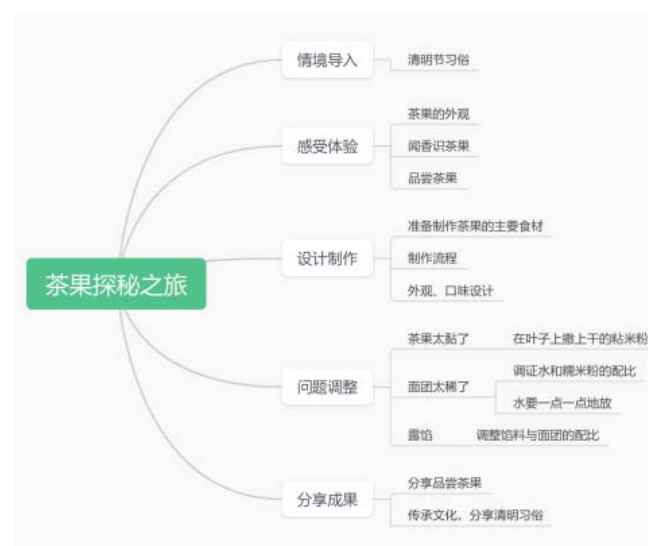 茶果探秘之旅
情境导入
清明节习俗
感受体验
茶果的外观
闻香识茶果
品尝茶果
设计制作
准备制作茶果的主要食材
制作流程
外观、口味设计
问题调整
茶果太黏了
在叶子上撒上干的粘米粉
面团太稀了
调证水和糯米粉的配比
水要一点一点地放
露馅
调整馅料与面团的配比
分享成果
分享品尝茶果
传承文化，分享清明习俗